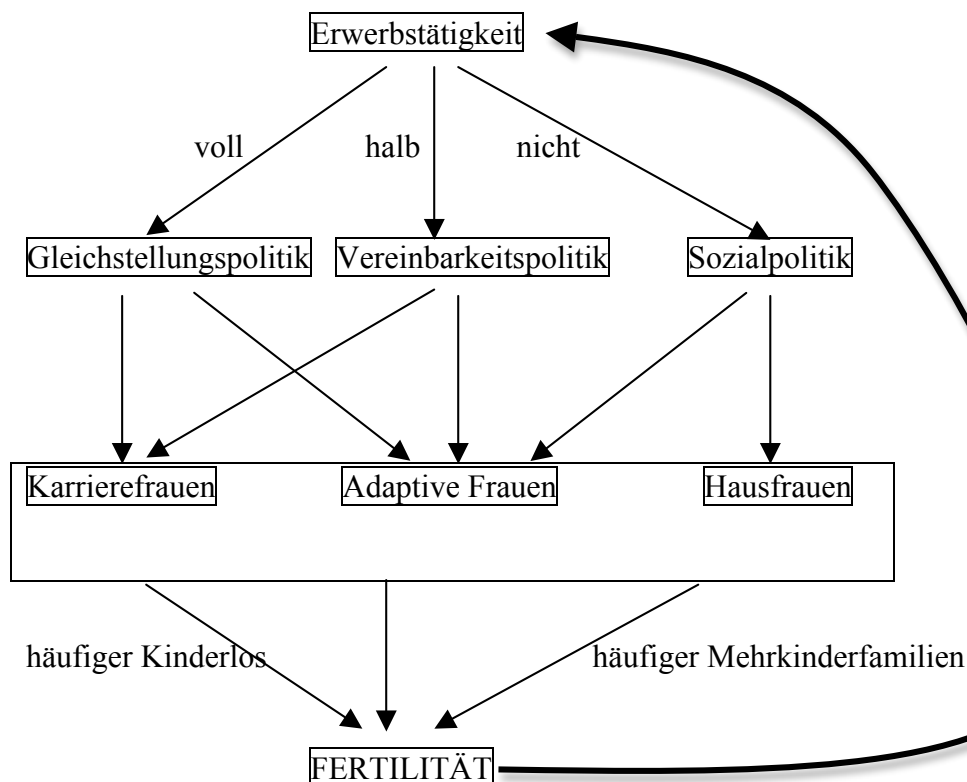 Erwerbstätigkeit
voll halb nicht
Gleichstellungspolitik Vereinbarkeitspolitik Sozialpolitik
Karrierefrauen Adaptive Frauen Hausfrauen
häufiger Kinderlos häufiger Mehrkinderfamilien
FERTILITÄT